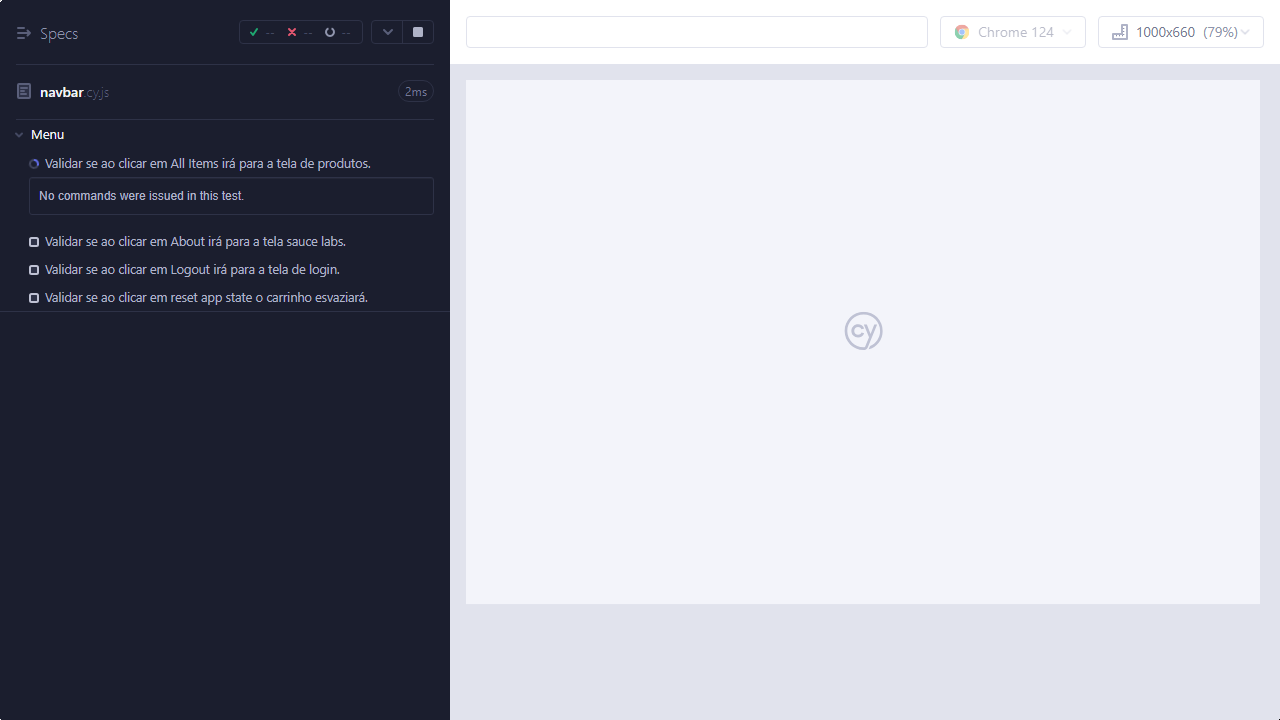 Specs
-- -- --
navbar.cy.js
2ms
Menu
Validar se ao clicar em All Items irá para a tela de produtos.
No commands were issued in this test.
Validar se ao clicar em About irá para a tela sauce labs.
Validar se ao clicar em Logout irá para a tela de login.
Validar se ao clicar em reset app state o carrinho esvaziará.
Chrome 124
1000x660 (79%)
cy